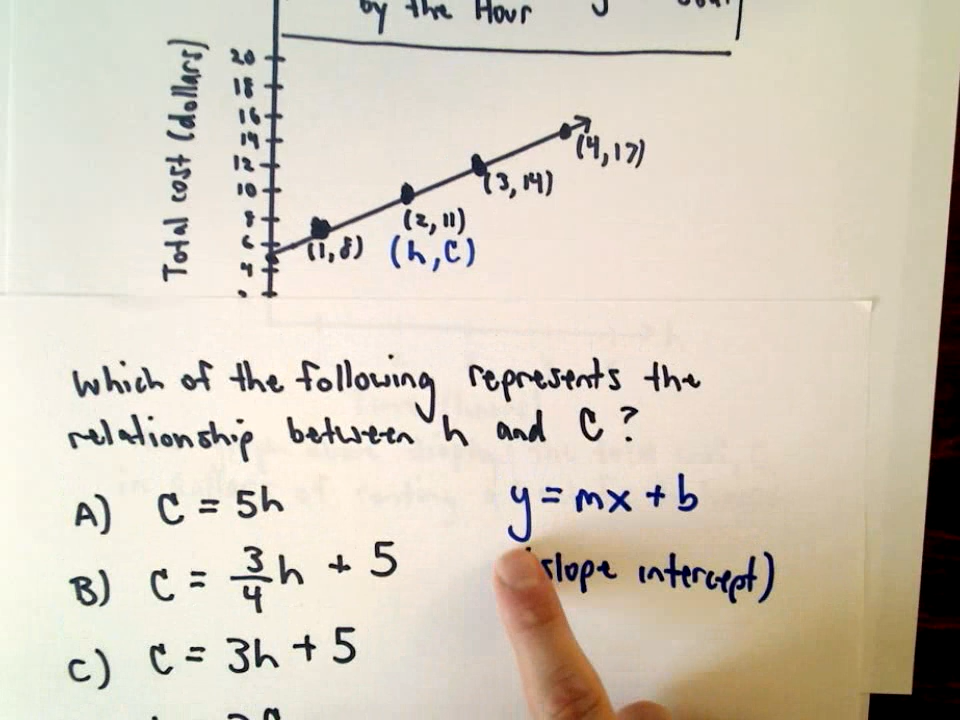 by the Hour
20
18
16
14
12
10
8
6
4
Total cost (dollars)
(4,17)
(3,14)
(2,11)
(1,8)
(h,C)
Which of the following represents the
relationship between h and C?
A) C = 5h
y = mx + b
(slope intercept)
B) C = 3/4 h + 5
C) C = 3h + 5